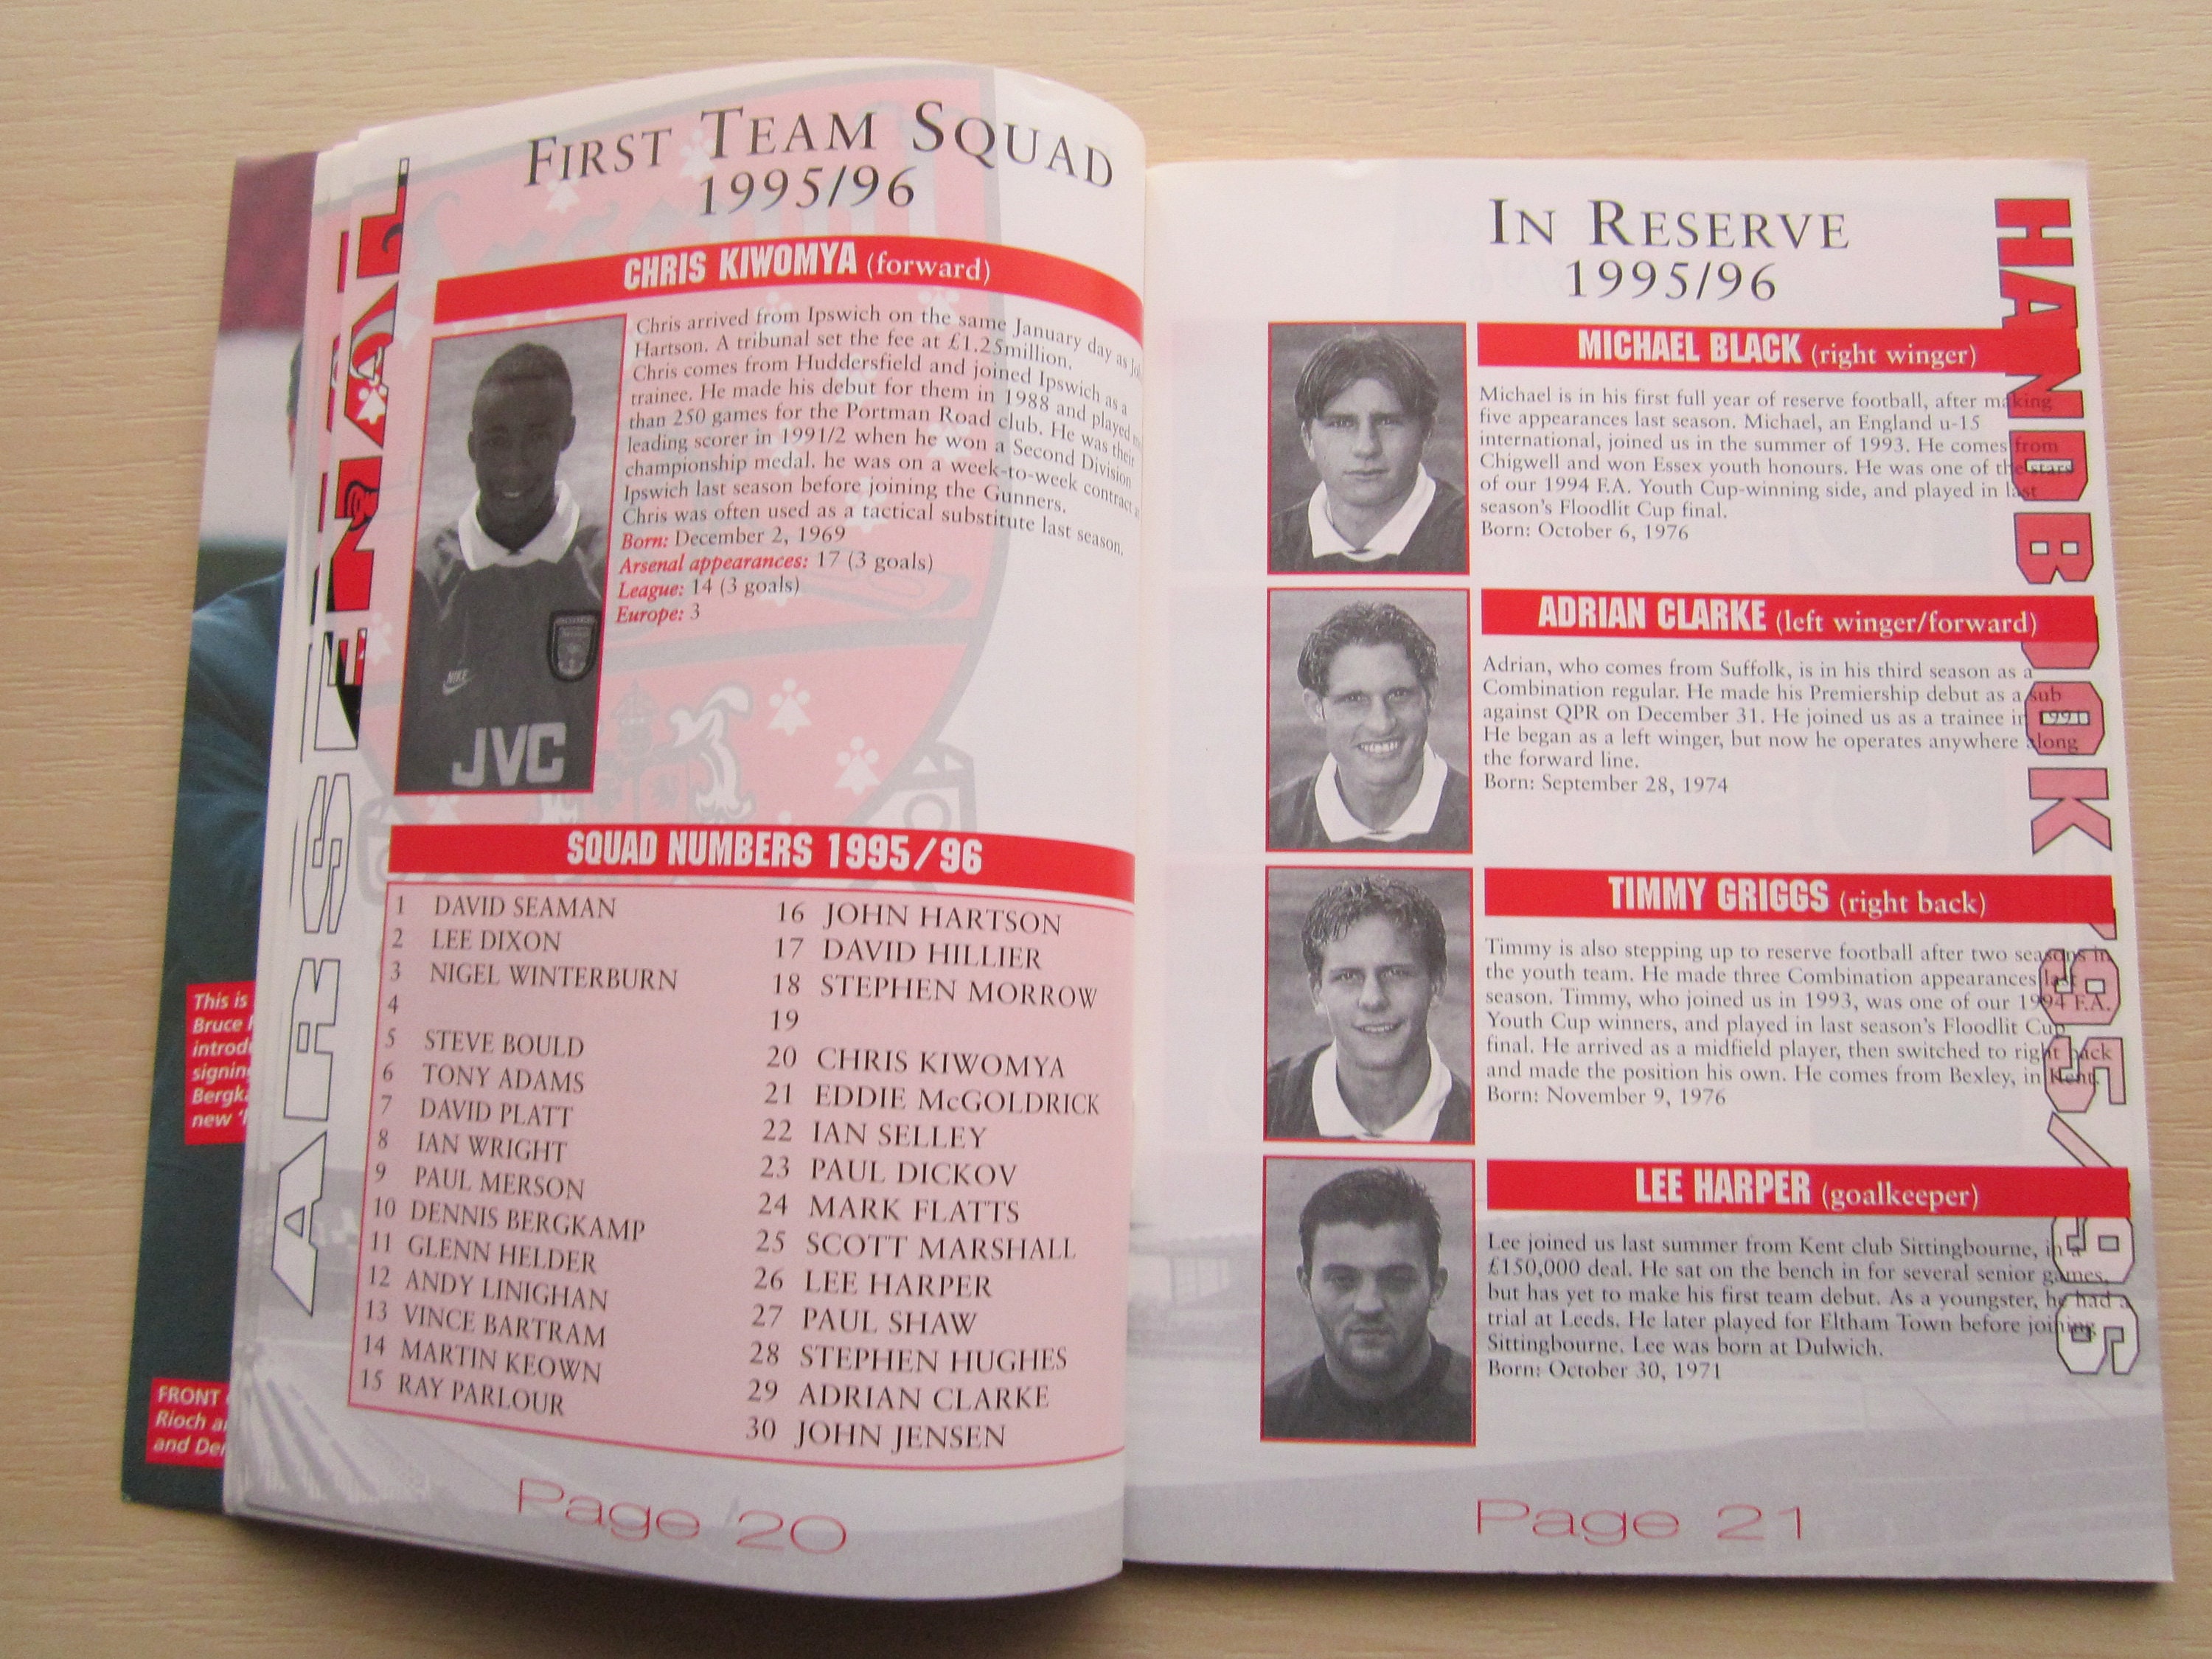 FIRST TEAM SQUAD
1995/96
CHRIS KIWOMYA (forward)
Chris arrived from Ipswich on the same January day as
Hartson. A tribunal set the fee at £1.25million.
Chris comes from Huddersfield and joined Ipswich as a
trainee. He made his debut for them in 1988 and played
than 250 games for the Portman Road club. He was their
leading scorer in 1991/2 when he won a Second Division
championship medal. he was on a week-to-week contract
Ipswich last season before joining the Gunners.
Chris was often used as a tactical substitute last season.
Born: December 2, 1969
Arsenal appearances: 17 (3 goals)
League: 14 (3 goals)
Europe: 3
NIKE
JVC
SQUAD NUMBERS 1995/96
1 DAVID SEAMAN
2 LEE DIXON
3 NIGEL WINTERBURN
4
5 STEVE BOULD
6 TONY ADAMS
7 DAVID PLATT
8 IAN WRIGHT
9 PAUL MERSON
10 DENNIS BERGKAMP
11 GLENN HELDER
12 ANDY LINIGHAN
13 VINCE BARTRAM
14 MARTIN KEOWN
15 RAY PARLOUR
16 JOHN HARTSON
17 DAVID HILLIER
18 STEPHEN MORROW
19
20 CHRIS KIWOMYA
21 EDDIE McGOLDRICK
22 IAN SELLEY
23 PAUL DICKOV
24 MARK FLATTS
25 SCOTT MARSHALL
26 LEE HARPER
27 PAUL SHAW
28 STEPHEN HUGHES
29 ADRIAN CLARKE
30 JOHN JENSEN
Page 20
ARSENAL
This is
Bruce
new
FRONT
Rioch
and
IN RESERVE
1995/96
MICHAEL BLACK (right winger)
Michael is in his first full year of reserve football, after making
five appearances last season. Michael, an England u-15
international, joined us in the summer of 1993. He comes from
Chigwell and won Essex youth honours. He was one of the stars
of our 1994 F.A. Youth Cup-winning side, and played in last
season's Floodlit Cup final.
Born: October 6, 1976
ADRIAN CLARKE (left winger/forward)
Adrian, who comes from Suffolk, is in his third season as a
Combination regular. He made his Premiership debut as a sub
against QPR on December 31. He joined us as a trainee in 1991
He began as a left winger, but now he operates anywhere along
the forward line.
Born: September 28, 1974
TIMMY GRIGGS (right back)
Timmy is also stepping up to reserve football after two seasons in
the youth team. He made three Combination appearances last
season. Timmy, who joined us in 1993, was one of our 1994 F.A.
Youth Cup winners, and played in last season's Floodlit Cup
final. He arrived as a midfield player, then switched to right back
and made the position his own. He comes from Bexley, in Kent.
Born: November 9, 1976
LEE HARPER (goalkeeper)
Lee joined us last summer from Kent club Sittingbourne, in a
£150,000 deal. He sat on the bench in for several senior games,
but has yet to make his first team debut. As a youngster, he had a
trial at Leeds. He later played for Eltham Town before joining
Sittingbourne. Lee was born at Dulwich.
Born: October 30, 1971
Page 21
HANDBOOK 1995/96